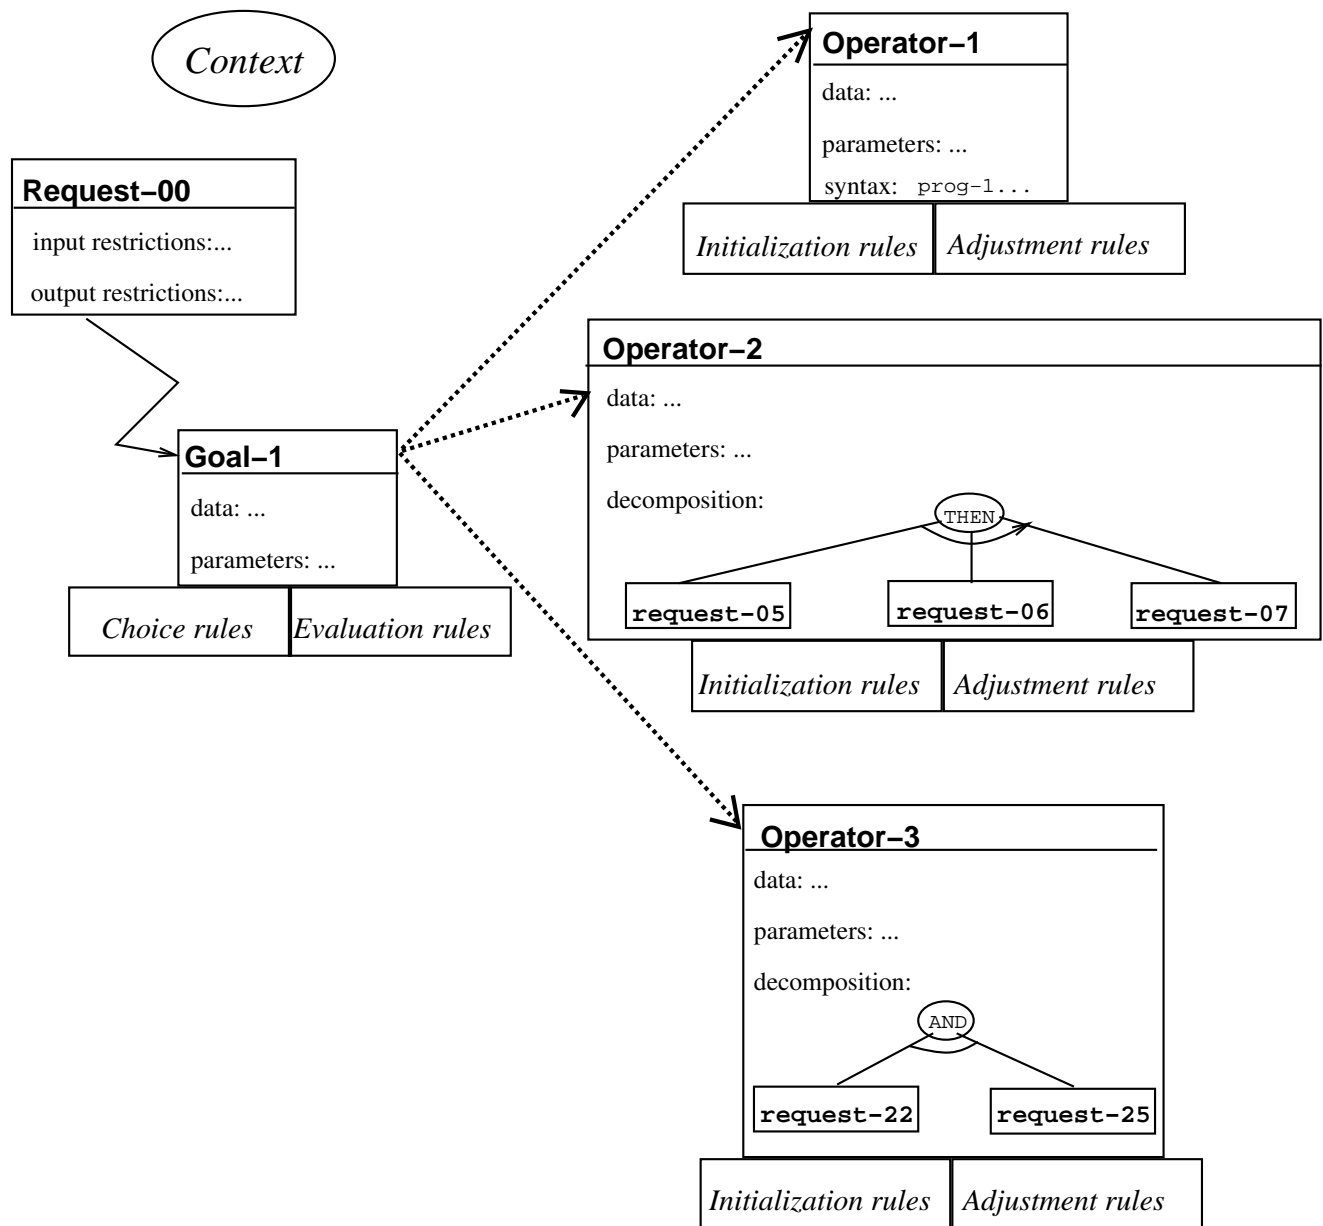 Context
Request–00
input restrictions:...
output restrictions:...
Goal–1
data: ...
parameters: ...
Choice rules
Evaluation rules
Operator–1
data: ...
parameters: ...
syntax: prog-1...
Initialization rules
Adjustment rules
Operator–2
data: ...
parameters: ...
decomposition:
THEN
request-05
request-06
request-07
Initialization rules
Adjustment rules
Operator–3
data: ...
parameters: ...
decomposition:
AND
request-22
request-25
Initialization rules
Adjustment rules